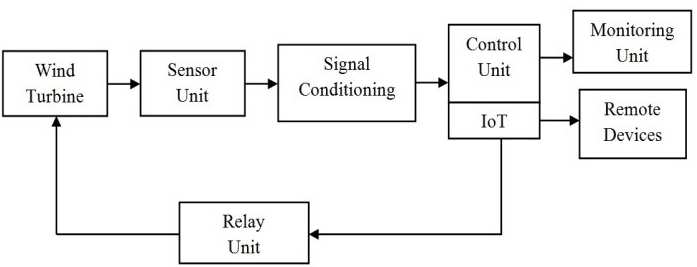 Wind
Turbine
Sensor
Unit
Signal
Conditioning
Control
Unit
IoT
Monitoring
Unit
Remote
Devices
Relay
Unit